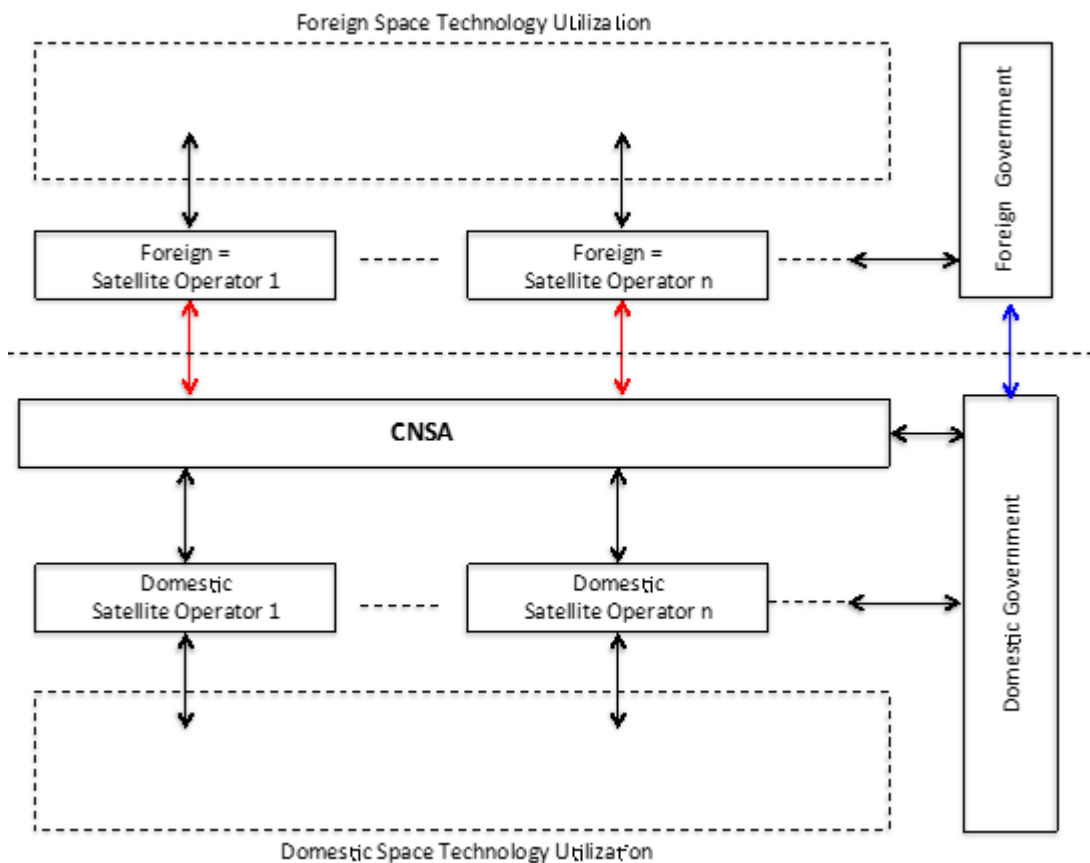 Foreign Space Technology Utilization
Foreign Government
Foreign =
Satellite Operator 1
Foreign =
Satellite Operator n
CNSA
Domestic Government
Domestic
Satellite Operator 1
Domestic
Satellite Operator n
Domestic Space Technology Utilization